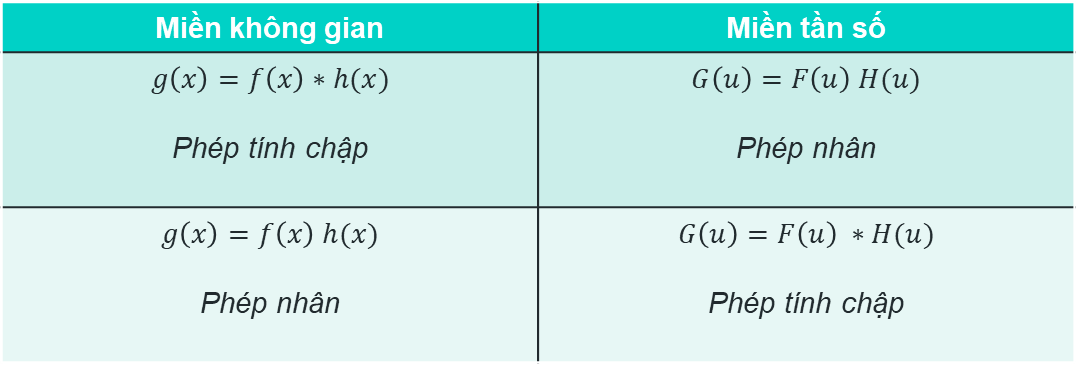 Miền không gian
Miền tần số
g(x) = f(x) ∗ h(x)
G(u) = F(u) H(u)
Phép tính chập
Phép nhân
g(x) = f(x) h(x)
G(u) = F(u) ∗ H(u)
Phép nhân
Phép tính chập